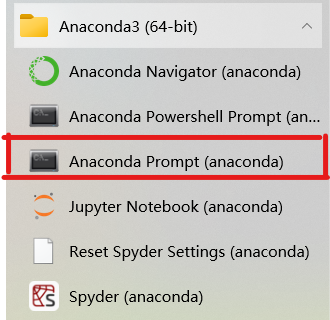 Anaconda3 (64-bit)
Anaconda Navigator (anaconda)
Anaconda Powershell Prompt (an...
Anaconda Prompt (anaconda)
Jupyter Notebook (anaconda)
Reset Spyder Settings (anaconda)
Spyder (anaconda)